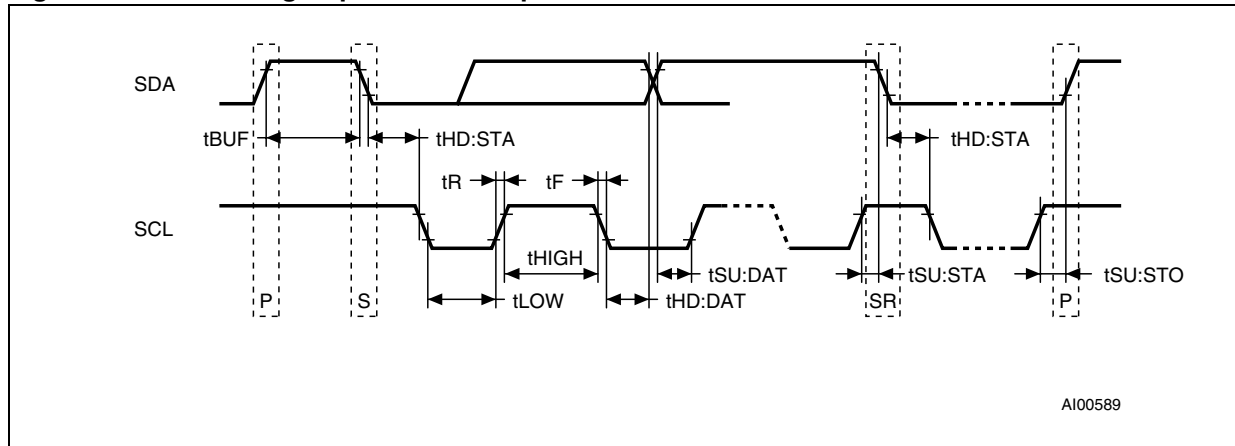 SDA
tBUF
tHD:STA
tHD:STA
tR
tF
SCL
tHIGH
tSU:DAT
tSU:STA
tSU:STO
P
S
tLOW
tHD:DAT
SR
P
AI00589